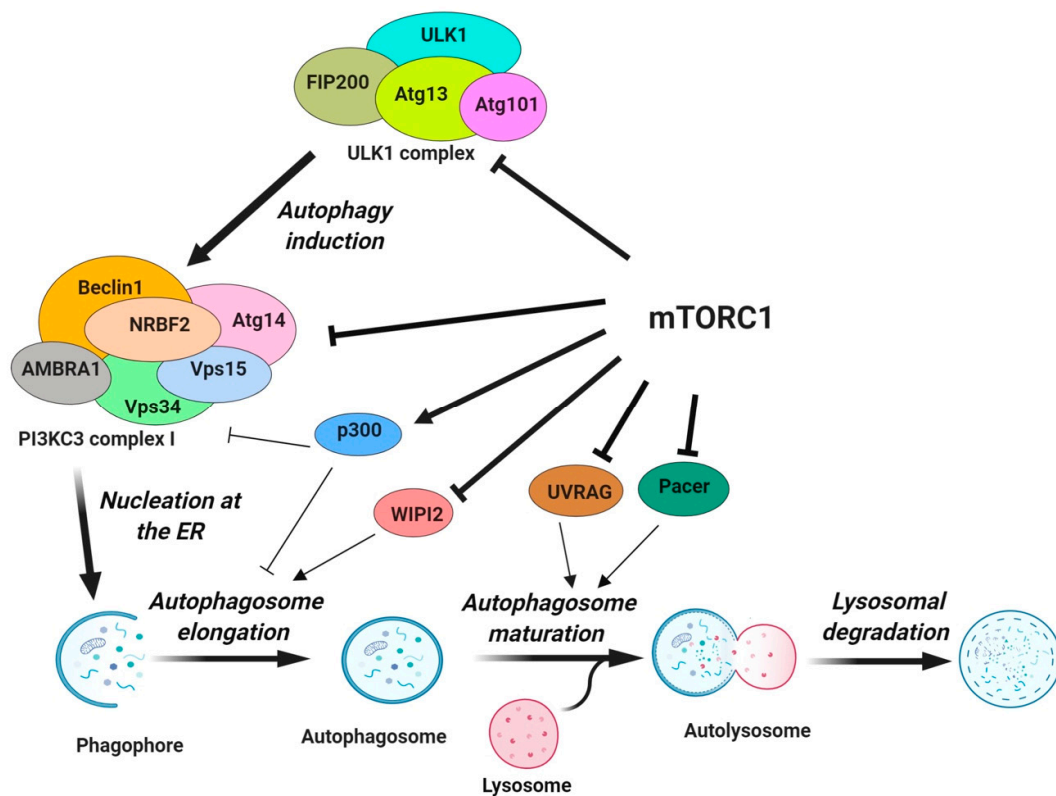 ULK1
FIP200
Atg13
Atg101
ULK1 complex
Autophagy
induction
mTORC1
Beclin1
NRBF2
Atg14
AMBRA1
Vps15
Vps34
PI3KC3 complex I
p300
WIPI2
UVRAG
Pacer
Nucleation at
the ER
Autophagosome
elongation
Autophagosome
maturation
Lysosomal
degradation
Phagophore
Autophagosome
Lysosome
Autolysosome